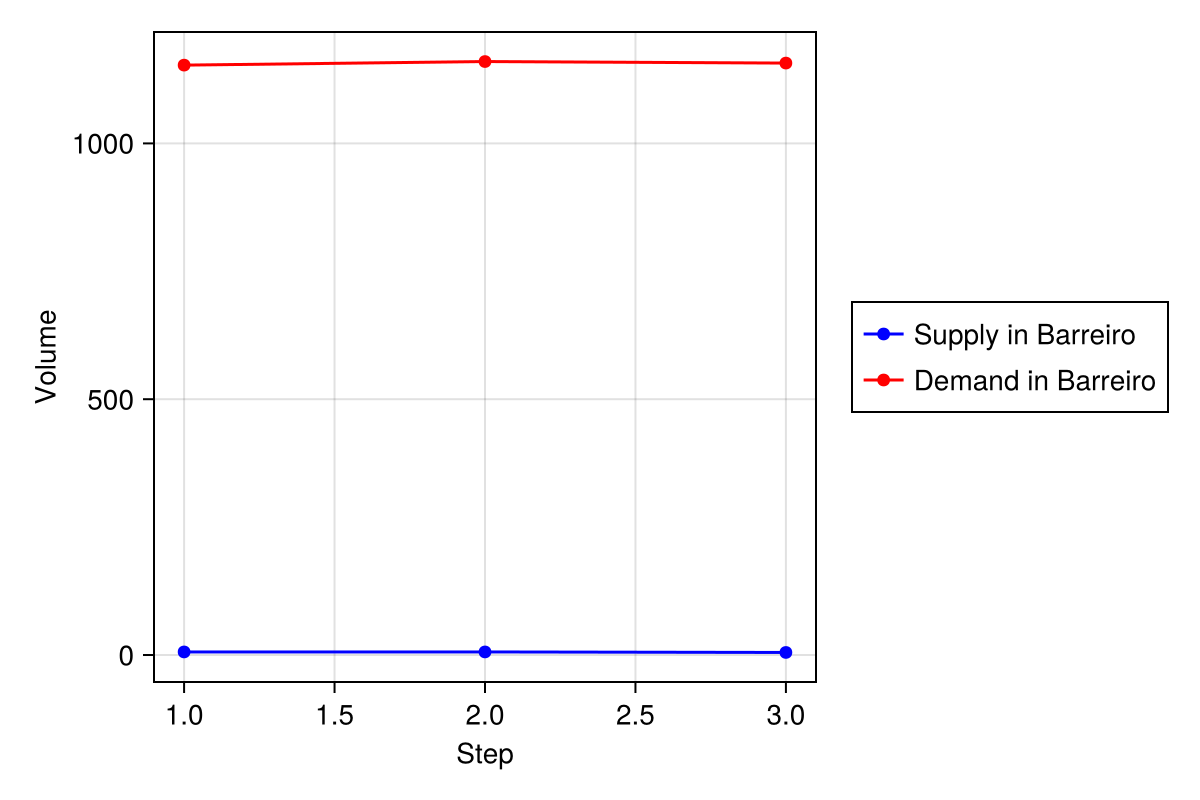 1000
500
0
Volume
1.0 1.5 2.0 2.5 3.0
Step
Supply in Barreiro
Demand in Barreiro